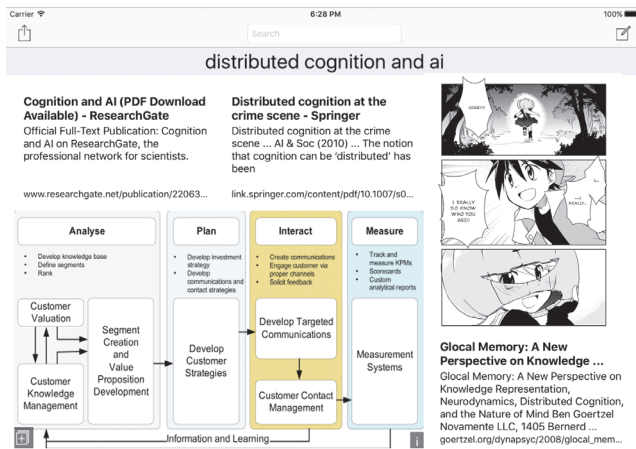 Carrier
6:28 PM
100%
Search
distributed cognition and ai
Cognition and AI (PDF Download
Available) - ResearchGate
Official Full-Text Publication: Cognition
and AI on ResearchGate, the
professional network for scientists.
www.researchgate.net/publication/22063...
Distributed cognition at the
crime scene - Springer
Distributed cognition at the crime
scene ... AI & Soc (2010) ... The notion
that cognition can be 'distributed' has
been
link.springer.com/content/pdf/10.1007/s0...
Analyse
• Develop knowledge base
• Define segments
• Rank
Customer
Valuation
Customer
Knowledge
Management
Segment
Creation
and
Value
Proposition
Development
Plan
• Develop investment
strategy
• Develop
communications and
contact strategies
Develop
Customer
Strategies
Interact
• Create communications
• Engage customer via
proper channels
• Solicit feedback
Develop Targeted
Communications
Customer Contact
Management
Measure
• Track and
measure KPMs
• Scorecards
• Custom
analytical reports
Measurement
Systems
Information and Learning
I REALLY
DO KNOW
WHO YOU
ARE!!
...I
REALLY...
Glocal Memory: A New
Perspective on Knowledge ...
Glocal Memory: A New Perspective on
Knowledge Representation,
Neurodynamics, Distributed Cognition,
and the Nature of Mind Ben Goertzel
Novamente LLC, 1405 Bernerd ...
goertzel.org/dynapsyc/2008/glocal_mem...